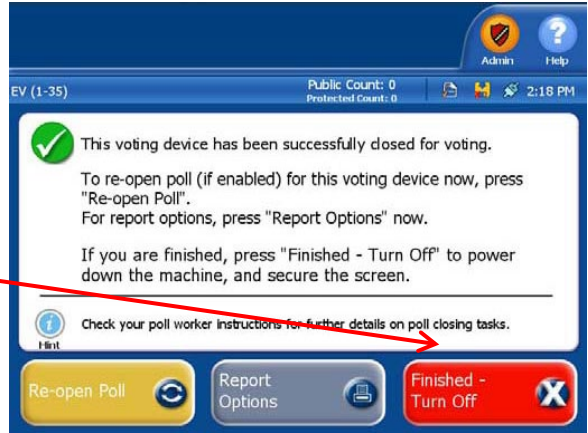 Admin Help
EV (1-35) Public Count: 0 2:18 PM
Protected Count: 0
This voting device has been successfully closed for voting.
To re-open poll (if enabled) for this voting device now, press
"Re-open Poll".
For report options, press "Report Options" now.
If you are finished, press "Finished - Turn Off" to power
down the machine, and secure the screen.
Check your poll worker instructions for further details on poll closing tasks.
Hint
Re-open Poll
Report
Options
Finished -
Turn Off